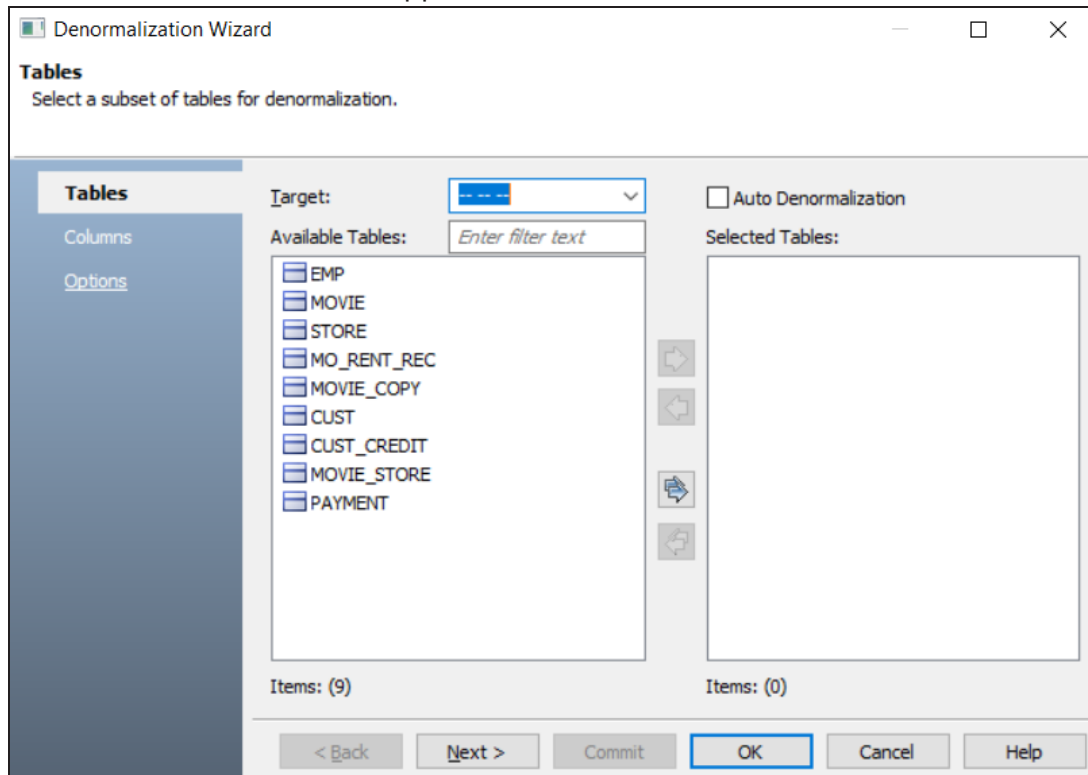 Denormalization Wizard
Tables
Select a subset of tables for denormalization.
Tables
Columns
Options
Target:
-- -- --
Auto Denormalization
Available Tables:
Enter filter text
Selected Tables:
EMP
MOVIE
STORE
MO_RENT_REC
MOVIE_COPY
CUST
CUST_CREDIT
MOVIE_STORE
PAYMENT
Items: (9)
Items: (0)
< Back
Next >
Commit
OK
Cancel
Help